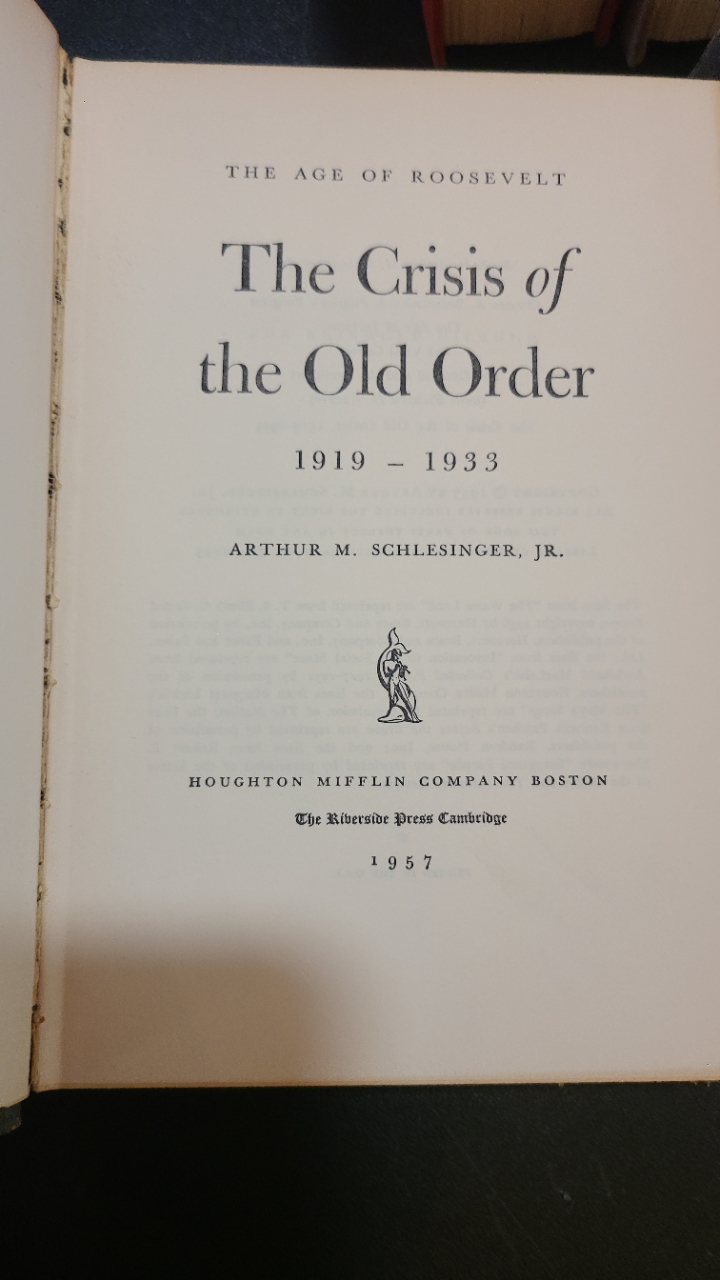 THE AGE OF ROOSEVELT
The Crisis of
the Old Order
1919 – 1933
ARTHUR M. SCHLESINGER, JR.
HOUGHTON MIFFLIN COMPANY BOSTON
The Riverside Press Cambridge
1957